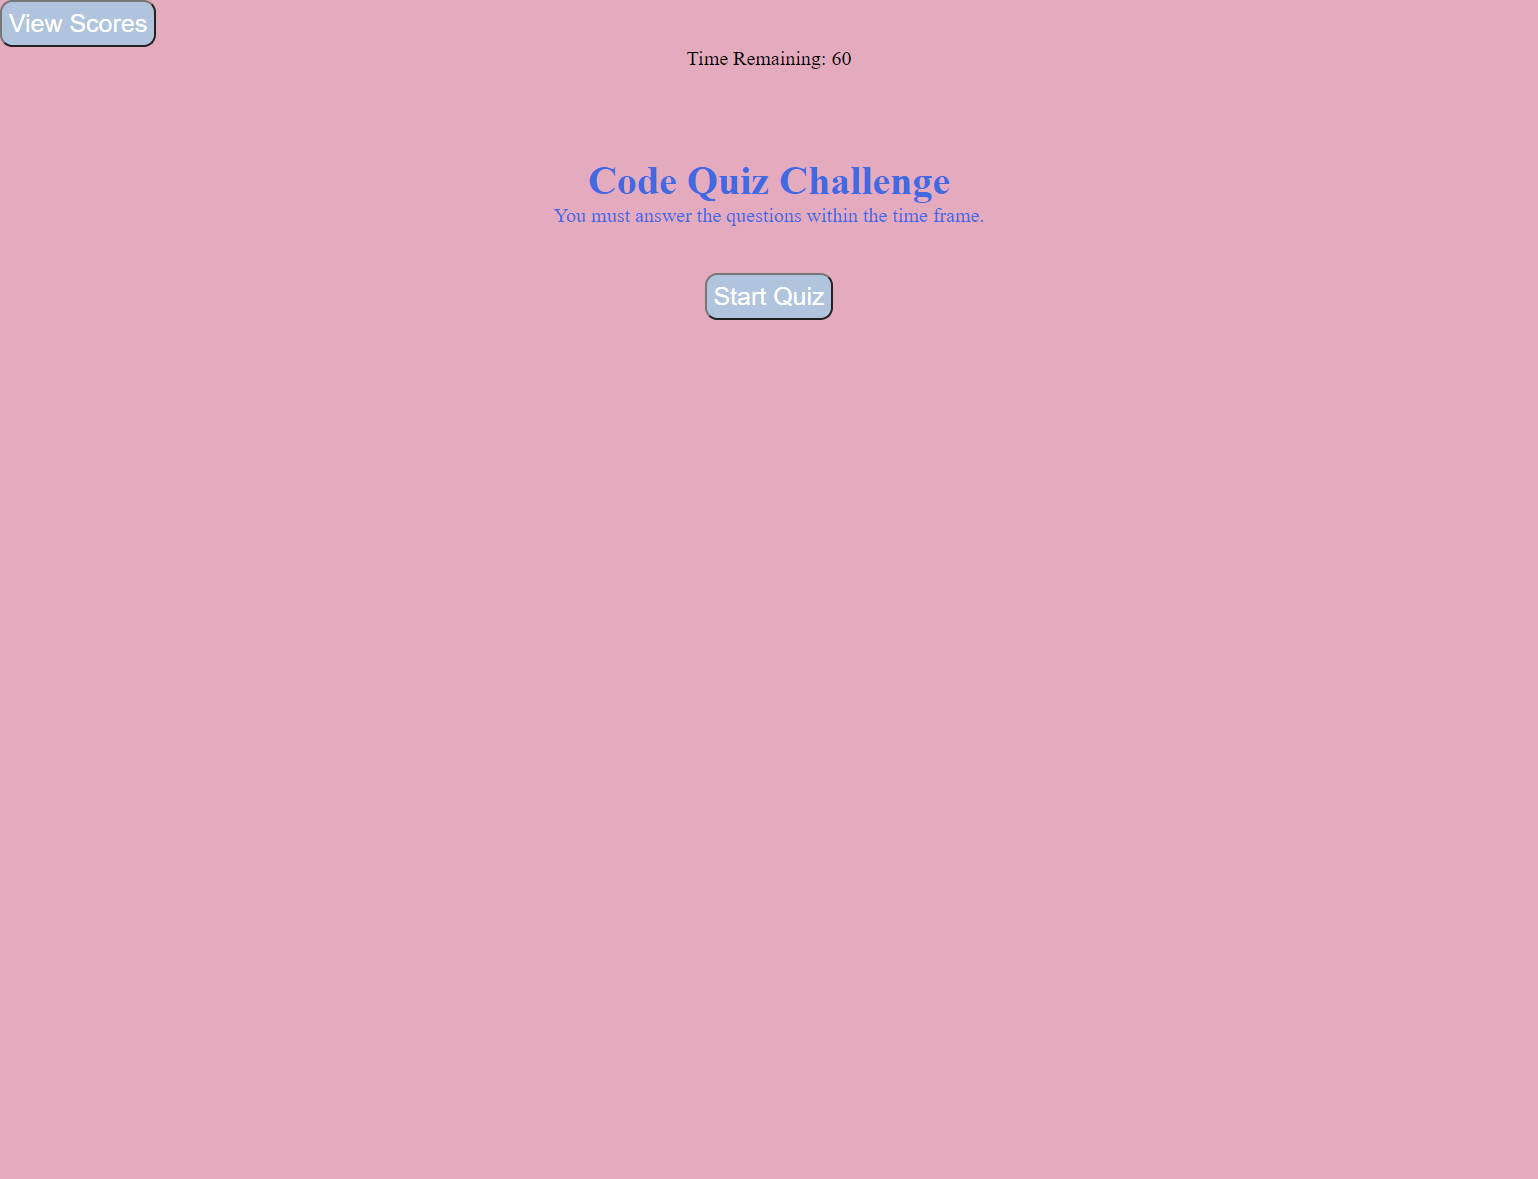 View Scores
Time Remaining: 60
Code Quiz Challenge
You must answer the questions within the time frame.
Start Quiz